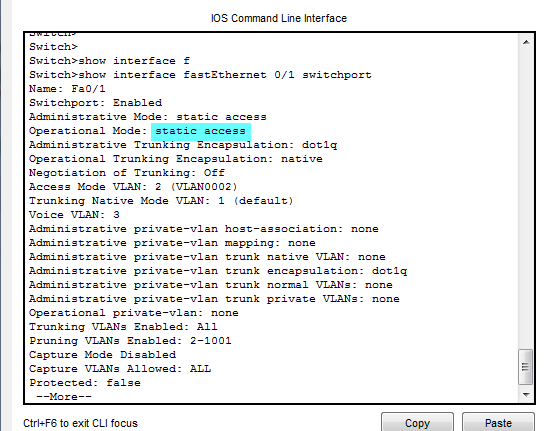 IOS Command Line Interface
Switch>
Switch>
Switch>show interface f
Switch>show interface fastEthernet 0/1 switchport
Name: Fa0/1
Switchport: Enabled
Administrative Mode: static access
Operational Mode: static access
Administrative Trunking Encapsulation: dot1q
Operational Trunking Encapsulation: native
Negotiation of Trunking: Off
Access Mode VLAN: 2 (VLAN0002)
Trunking Native Mode VLAN: 1 (default)
Voice VLAN: 3
Administrative private-vlan host-association: none
Administrative private-vlan mapping: none
Administrative private-vlan trunk native VLAN: none
Administrative private-vlan trunk encapsulation: dot1q
Administrative private-vlan trunk normal VLANs: none
Administrative private-vlan trunk private VLANs: none
Operational private-vlan: none
Trunking VLANs Enabled: All
Pruning VLANs Enabled: 2-1001
Capture Mode Disabled
Capture VLANs Allowed: ALL
Protected: false
--More--
Ctrl+F6 to exit CLI focus
Copy
Paste